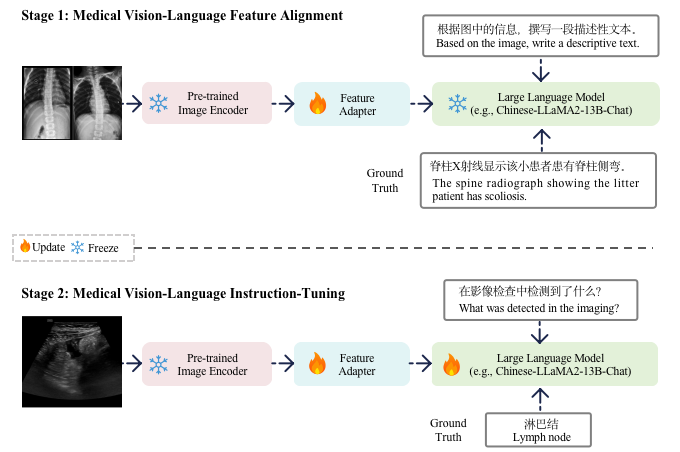 Stage 1: Medical Vision-Language Feature Alignment
根据图中的信息，撰写一段描述性文本。
Based on the image, write a descriptive text.
Pre-trained
Image Encoder
Feature
Adapter
Large Language Model
(e.g., Chinese-LLaMA2-13B-Chat)
Ground
Truth
脊柱X射线显示该小患者患有脊柱侧弯。
The spine radiograph showing the litter
patient has scoliosis.
Update
Freeze
Stage 2: Medical Vision-Language Instruction-Tuning
在影像检查中检测到了什么?
What was detected in the imaging?
Pre-trained
Image Encoder
Feature
Adapter
Large Language Model
(e.g., Chinese-LLaMA2-13B-Chat)
Ground
Truth
淋巴结
Lymph node